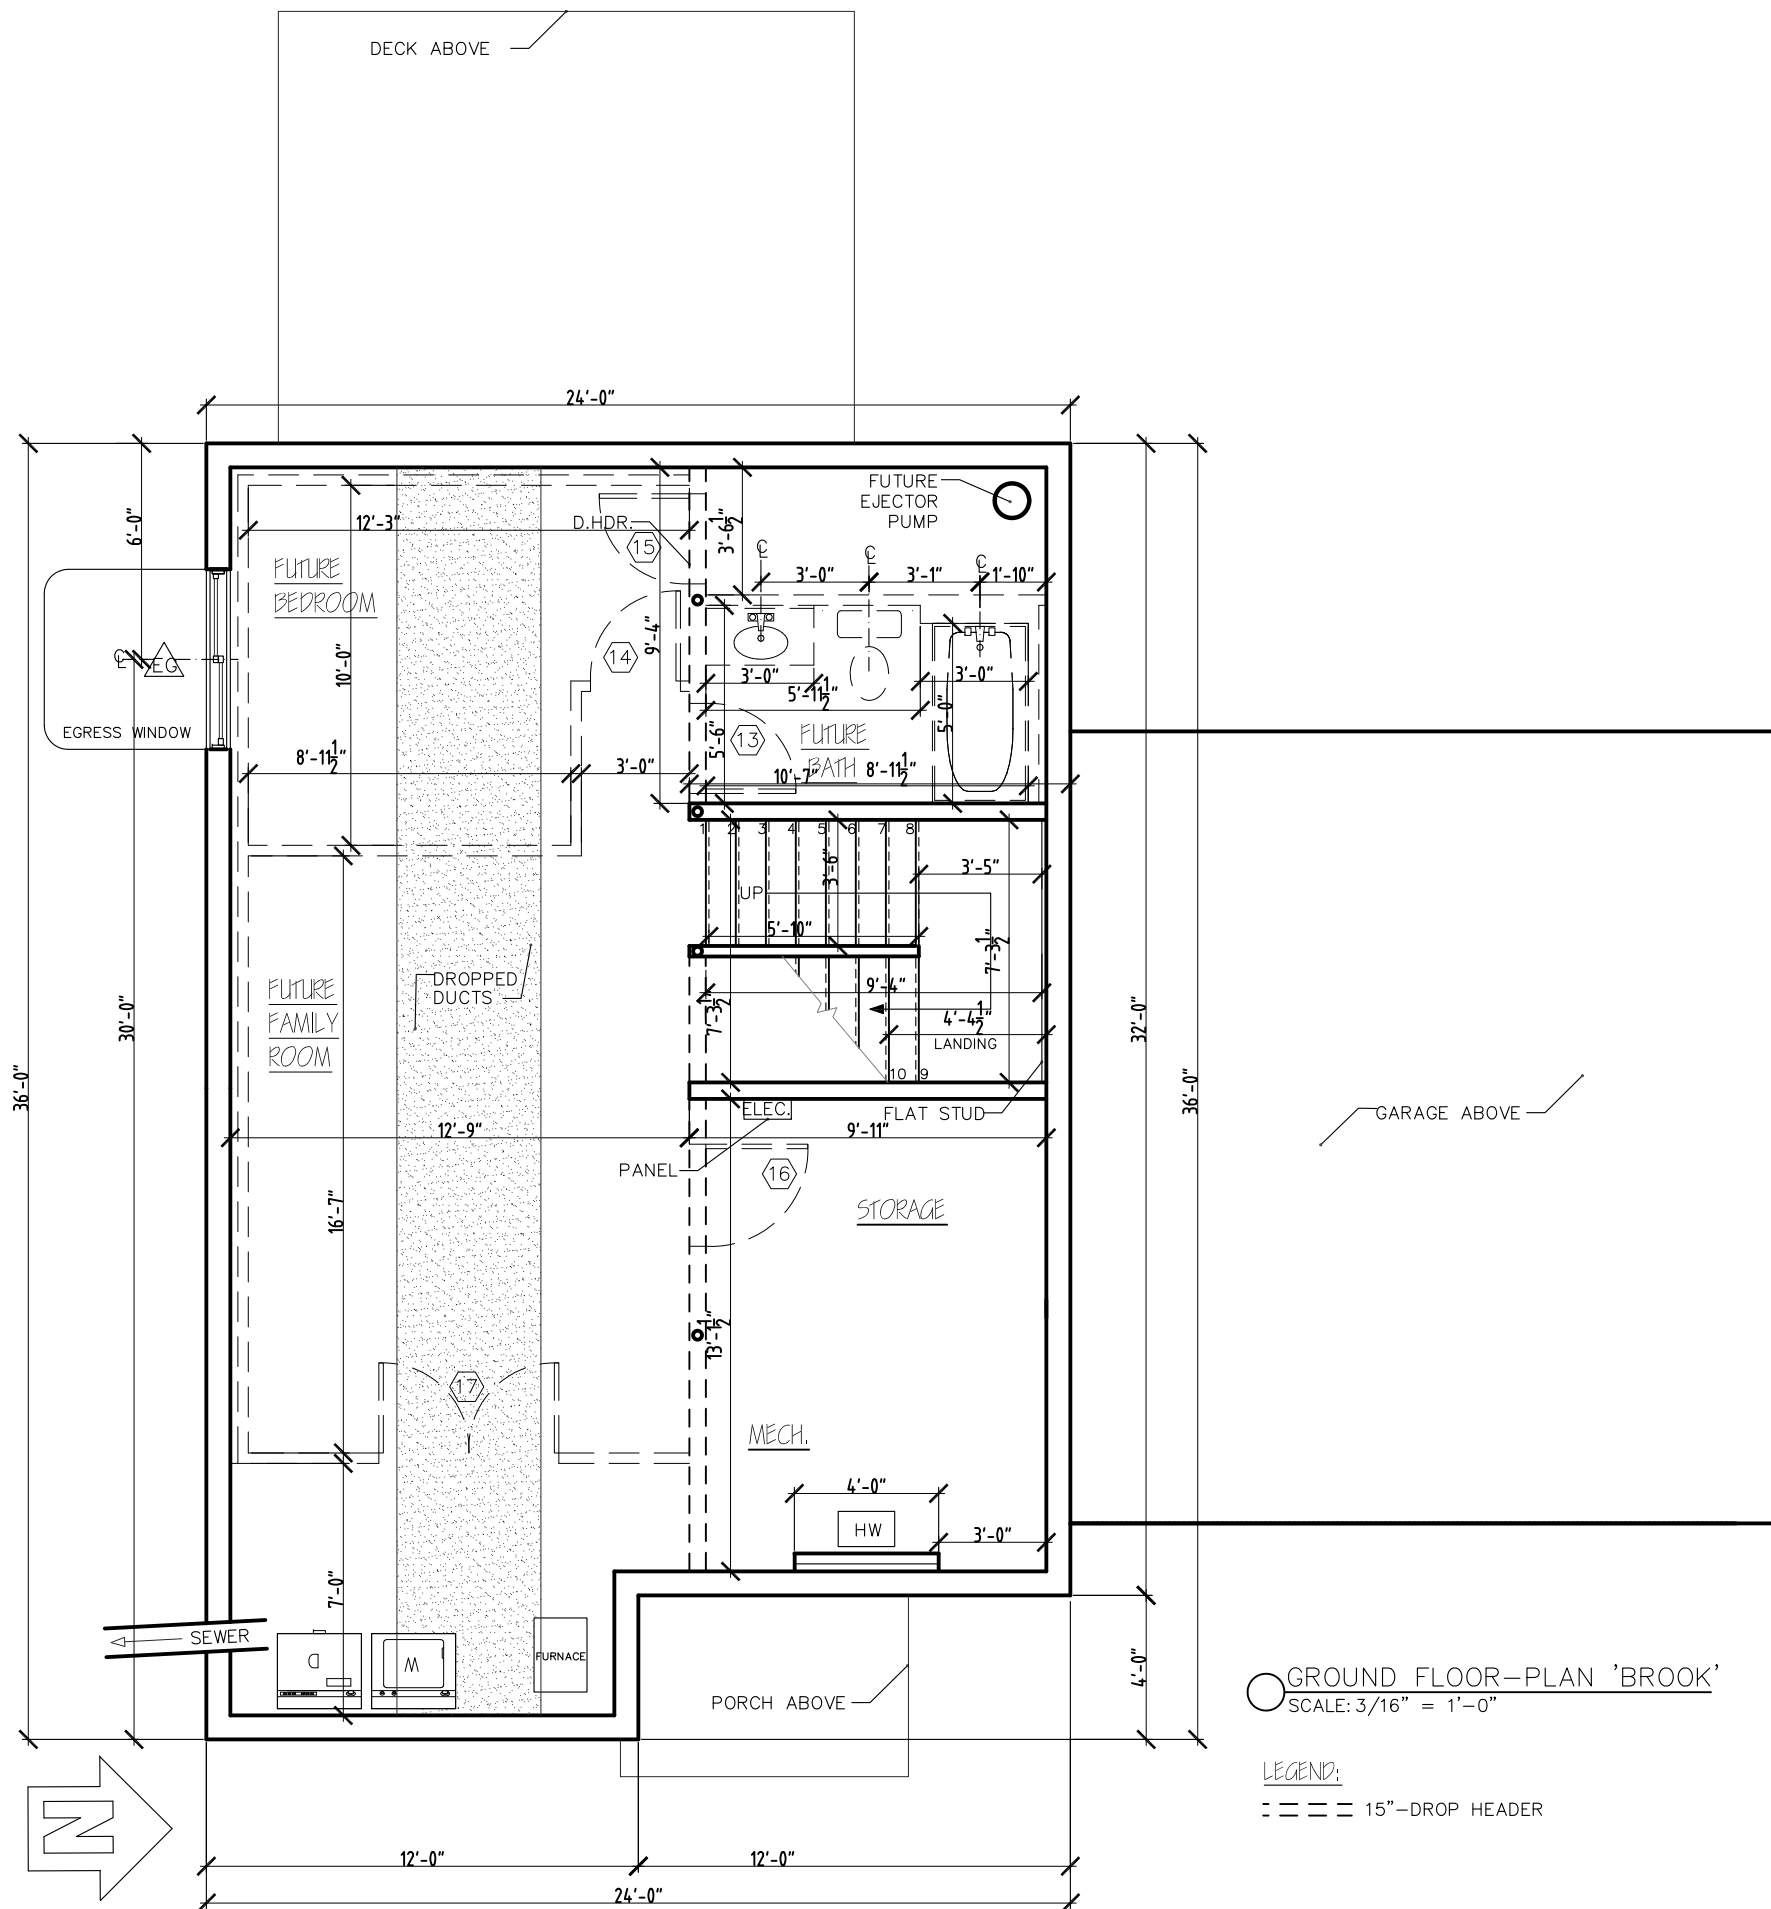 DECK ABOVE
24'-0"
6'-0"
12'-3"
D.HDR.
15
3'-6 1/2"
FUTURE
EJECTOR
PUMP
FUTURE
BEDROOM
℄
℄
℄
3'-0"
3'-1"
1'-10"
14
9'-4"
10'-0"
℄
EG
EGRESS WINDOW
3'-0"
5'-11 1/2"
3'-0"
5'-0"
5'-6"
13
FUTURE
BATH
8'-11 1/2"
3'-0"
10'-7"
8'-11 1/2"
1 2 3 4 5 6 7 8
3'-6"
3'-5"
UP
5'-10"
7'-3 1/2"
DROPPED
DUCTS
FUTURE
FAMILY
ROOM
9'-4"
7'-3 1/2"
4'-4 1/2"
LANDING
10 9
30'-0"
32'-0"
36'-0"
36'-0"
ELEC.
FLAT STUD
GARAGE ABOVE
12'-9"
9'-11"
PANEL
16
STORAGE
16'-7"
13'-1 1/2"
17
MECH.
4'-0"
HW
3'-0"
7'-0"
SEWER
D
W
FURNACE
4'-0"
PORCH ABOVE
GROUND FLOOR-PLAN 'BROOK'
SCALE: 3/16" = 1'-0"
LEGEND:
15"-DROP HEADER
N
12'-0"
12'-0"
24'-0"